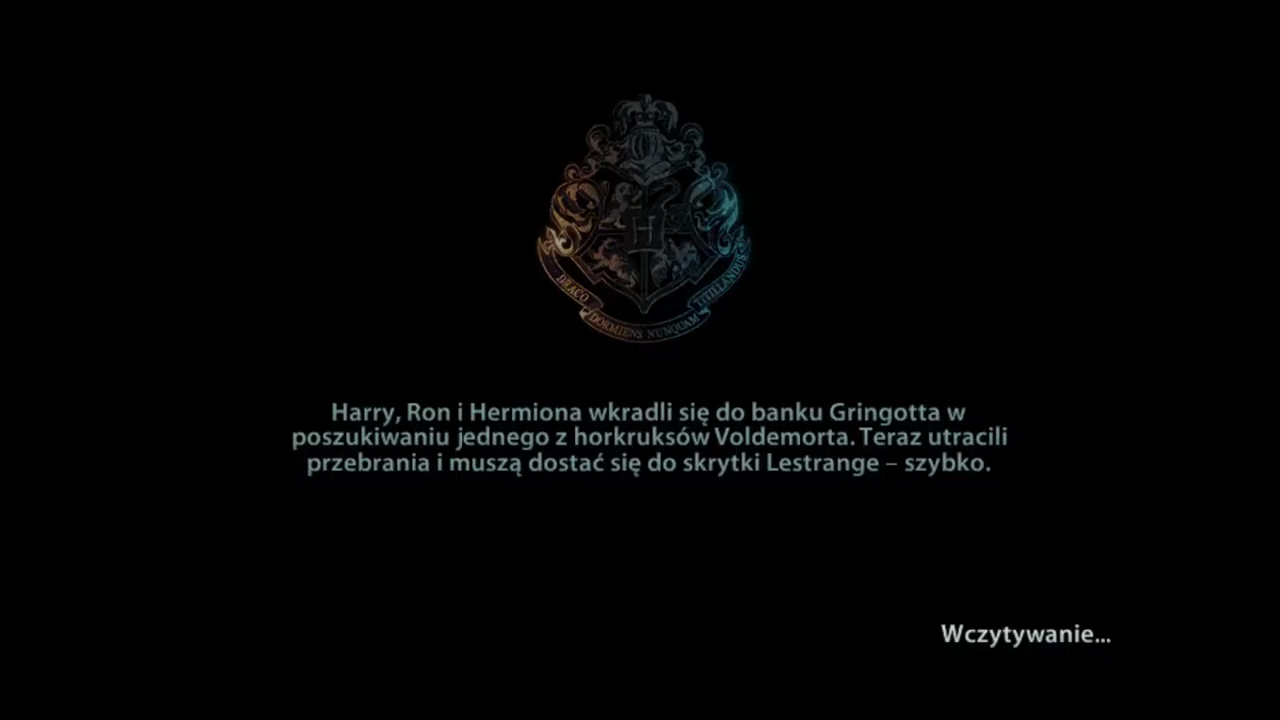 H
DRACO
DORMIENS NUNQUAM
TITILLANDUS
Harry, Ron i Hermiona wkradli się do banku Gringotta w
poszukiwaniu jednego z horkruksów Voldemorta. Teraz utracili
przebrania i muszą dostać się do skrytki Lestrange – szybko.
Wczytywanie...